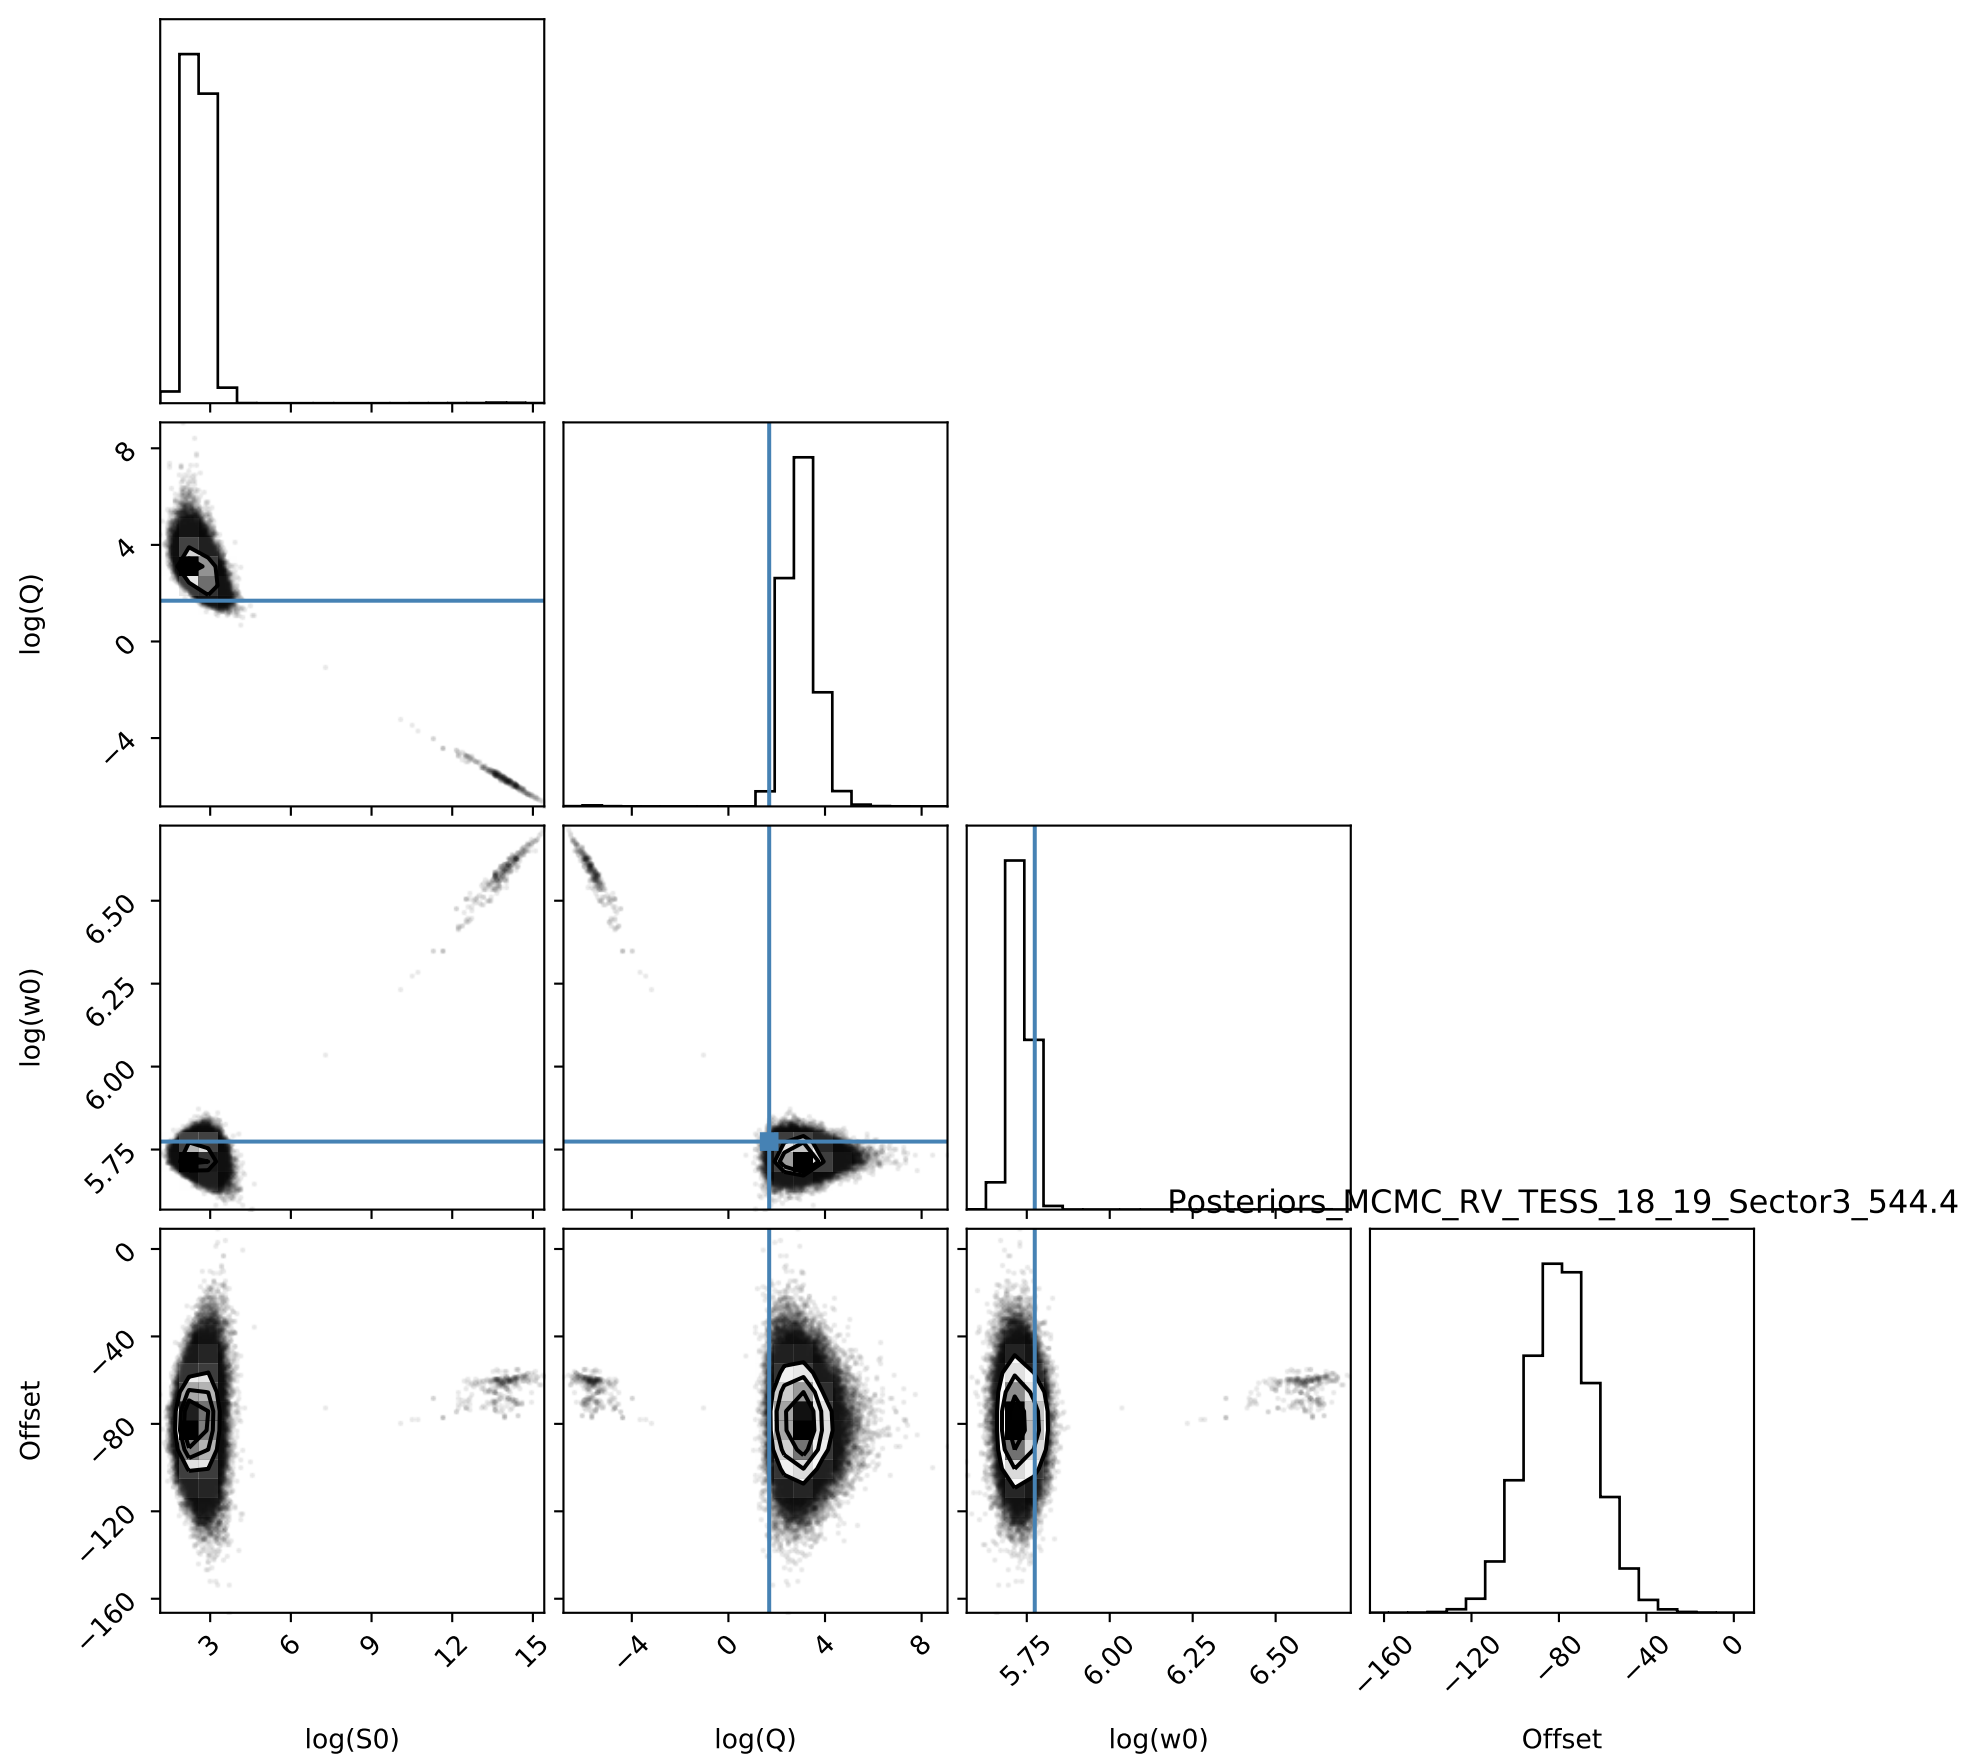 8
4
0
−4
log(Q)
6.50
6.25
6.00
5.75
log(w0)
Posteriors_MCMC_RV_TESS_18_19_Sector3_544.4
0
−40
−80
−120
−160
Offset
3 6 9 12 15
−4 0 4 8
5.75 6.00 6.25 6.50
−160 −120 −80 −40 0
log(S0) log(Q) log(w0) Offset